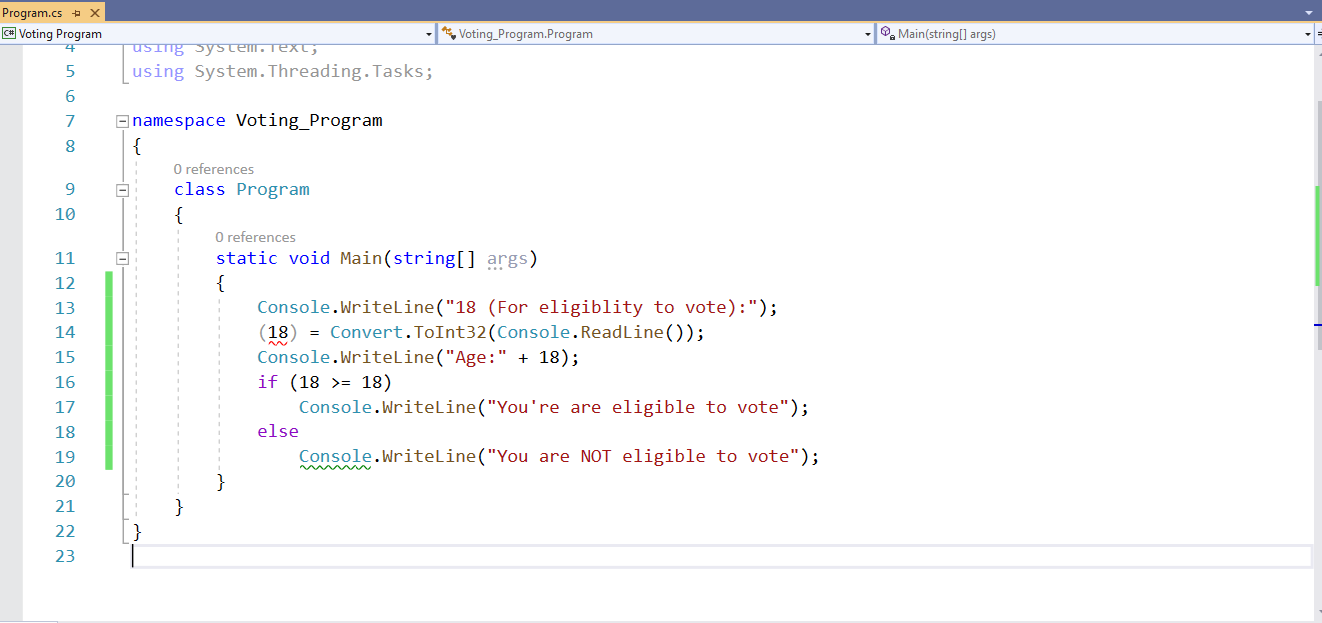 Program.cs
C# Voting Program
Voting_Program.Program
Main(string[] args)
4 using System.Text;
5 using System.Threading.Tasks;
6
7 namespace Voting_Program
8 {
0 references
9 class Program
10 {
0 references
11 static void Main(string[] args)
12 {
13 Console.WriteLine("18 (For eligiblity to vote):");
14 (18) = Convert.ToInt32(Console.ReadLine());
15 Console.WriteLine("Age:" + 18);
16 if (18 >= 18)
17 Console.WriteLine("You're are eligible to vote");
18 else
19 Console.WriteLine("You are NOT eligible to vote");
20 }
21 }
22 }
23